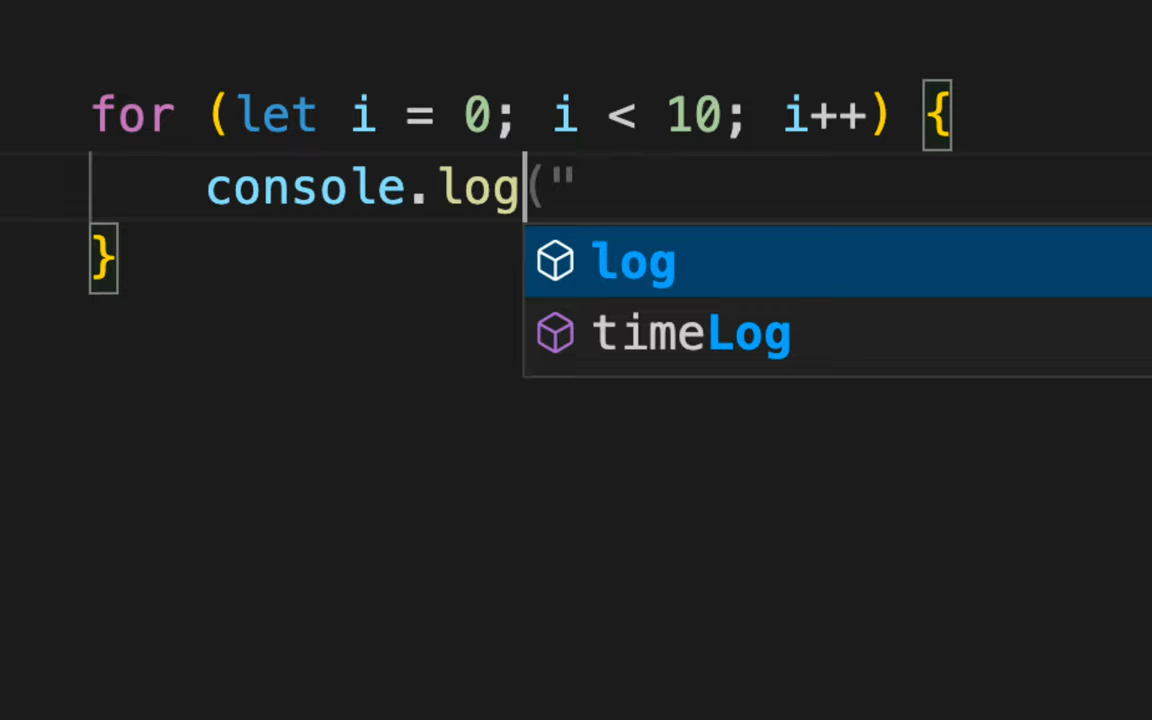 for (let i = 0; i < 10; i++) {
    console.log("
}
log
timeLog